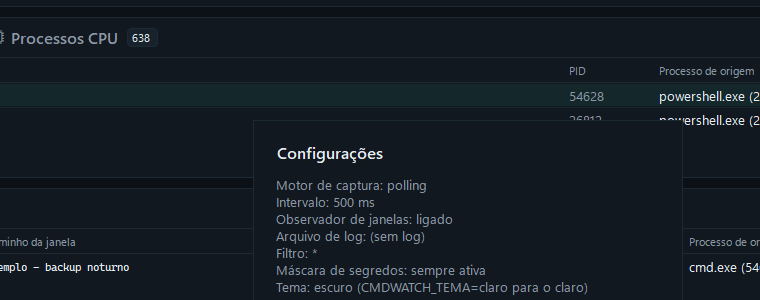 Processos CPU 638
PID Processo de origem
54628 powershell.exe (2
26812 powershell.exe (2
Configurações
Motor de captura: polling
Intervalo: 500 ms
Observador de janelas: ligado
Arquivo de log: (sem log)
Filtro: *
Máscara de segredos: sempre ativa
Tema: escuro (CMDWATCH_TEMA=claro para o claro)
minho da janela Processo de or
emplo - backup noturno cmd.exe (54